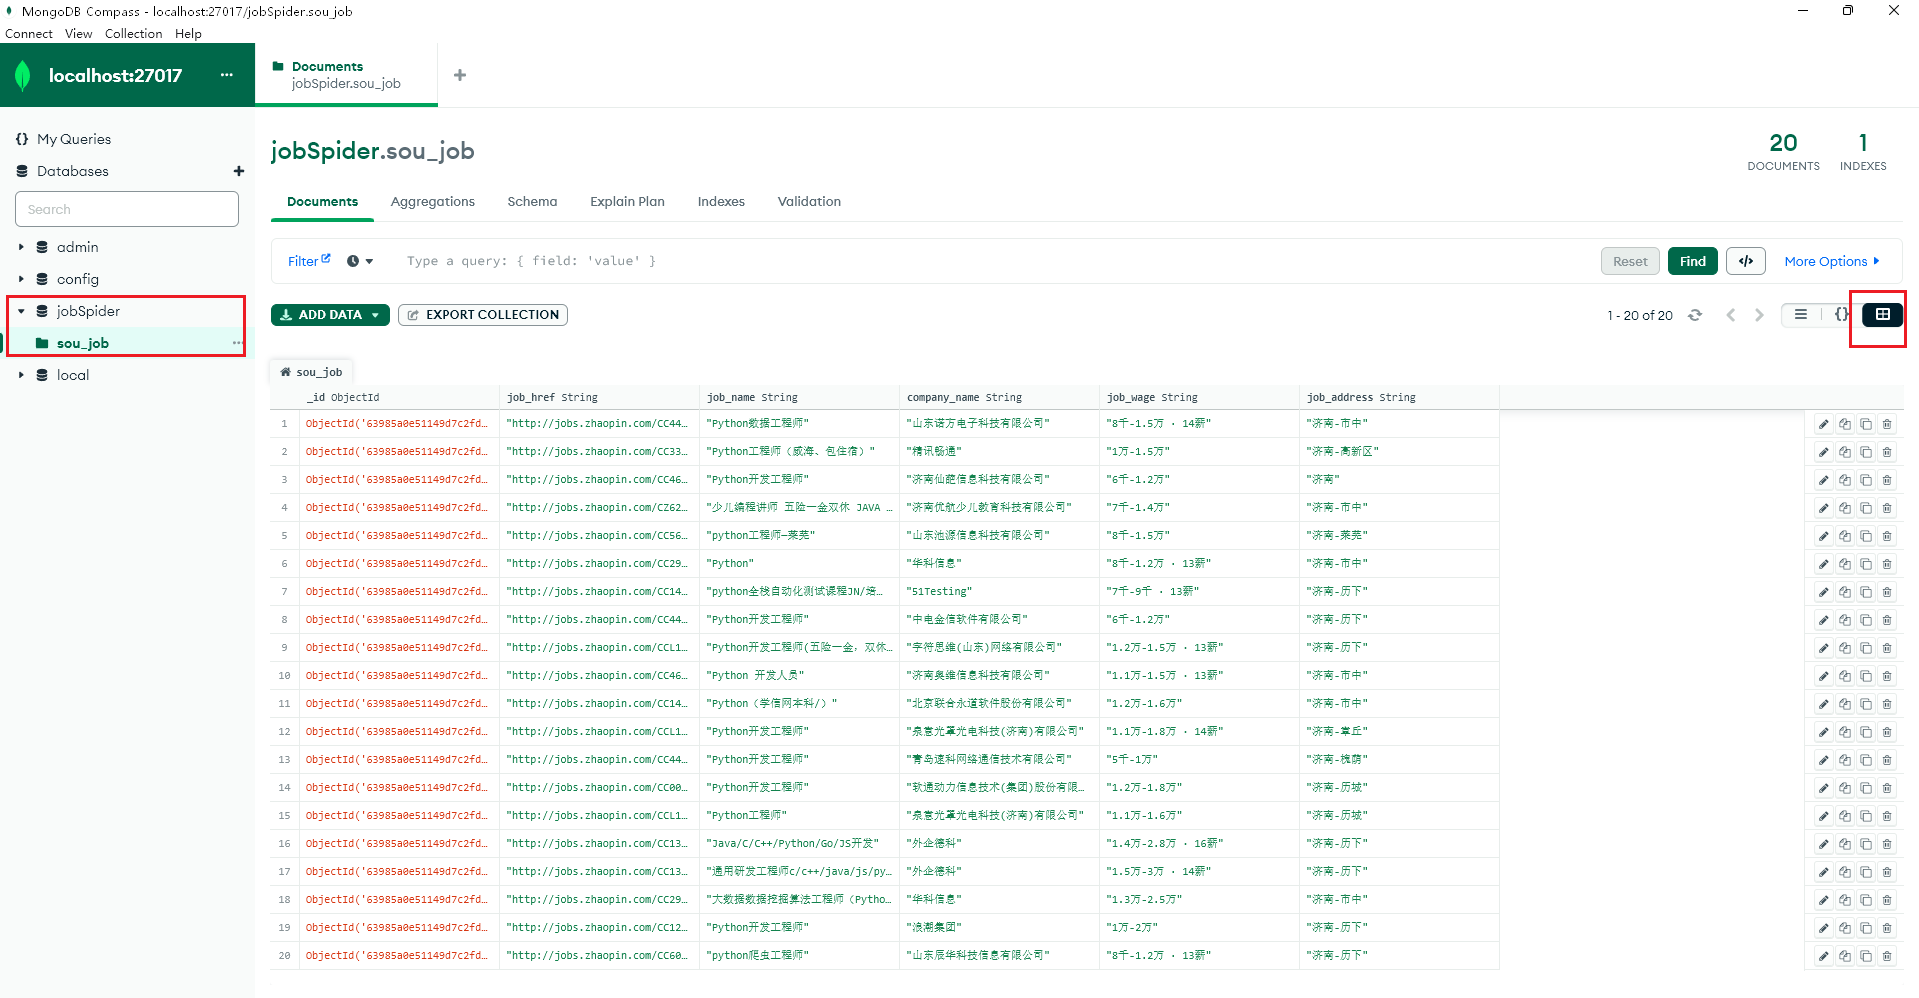 MongoDB Compass - localhost:27017/jobSpider.sou_job
Connect View Collection Help
localhost:27017 ...
Documents
jobSpider.sou_job
+
{} My Queries
Databases +
Search
admin
config
jobSpider
sou_job ...
local
jobSpider.sou_job
20
DOCUMENTS
1
INDEXES
Documents Aggregations Schema Explain Plan Indexes Validation
Filter Type a query: { field: 'value' } Reset Find </> More Options
ADD DATA EXPORT COLLECTION 1 - 20 of 20 {}
sou_job
_id ObjectId job_href String job_name String company_name String job_wage String job_address String
1 ObjectId('63985a0e51149d7c2fd… "http://jobs.zhaopin.com/CC44… "Python数据工程师" "山东诺方电子科技有限公司" "8千-1.5万 · 14薪" "济南-市中"
2 ObjectId('63985a0e51149d7c2fd… "http://jobs.zhaopin.com/CC33… "Python工程师（威海、包住宿）" "精讯畅通" "1万-1.5万" "济南-高新区"
3 ObjectId('63985a0e51149d7c2fd… "http://jobs.zhaopin.com/CC46… "Python开发工程师" "济南仙葩信息科技有限公司" "6千-1.2万" "济南"
4 ObjectId('63985a0e51149d7c2fd… "http://jobs.zhaopin.com/CZ62… "少儿编程讲师 五险一金双休 JAVA … "济南优航少儿教育科技有限公司" "7千-1.4万" "济南-市中"
5 ObjectId('63985a0e51149d7c2fd… "http://jobs.zhaopin.com/CC56… "python工程师—莱芜" "山东池源信息科技有限公司" "8千-1.5万" "济南-莱芜"
6 ObjectId('63985a0e51149d7c2fd… "http://jobs.zhaopin.com/CC29… "Python" "华科信息" "8千-1.2万 · 13薪" "济南-市中"
7 ObjectId('63985a0e51149d7c2fd… "http://jobs.zhaopin.com/CC14… "python全栈自动化测试课程JN/培… "51Testing" "7千-9千 · 13薪" "济南-历下"
8 ObjectId('63985a0e51149d7c2fd… "http://jobs.zhaopin.com/CC44… "Python开发工程师" "中电金信软件有限公司" "6千-1.2万" "济南-历下"
9 ObjectId('63985a0e51149d7c2fd… "http://jobs.zhaopin.com/CCL1… "Python开发工程师(五险一金，双休… "字符思维(山东)网络有限公司" "1.2万-1.5万 · 13薪" "济南-历下"
10 ObjectId('63985a0e51149d7c2fd… "http://jobs.zhaopin.com/CC46… "Python 开发人员" "济南奥维信息科技有限公司" "1.1万-1.5万 · 13薪" "济南-市中"
11 ObjectId('63985a0e51149d7c2fd… "http://jobs.zhaopin.com/CC14… "Python（学信网本科/）" "北京联合永道软件股份有限公司" "1.2万-1.6万" "济南-市中"
12 ObjectId('63985a0e51149d7c2fd… "http://jobs.zhaopin.com/CCL1… "Python开发工程师" "泉意光罩光电科技(济南)有限公司" "1.1万-1.8万 · 14薪" "济南-章丘"
13 ObjectId('63985a0e51149d7c2fd… "http://jobs.zhaopin.com/CC44… "Python开发工程师" "青岛速科网络通信技术有限公司" "5千-1万" "济南-槐荫"
14 ObjectId('63985a0e51149d7c2fd… "http://jobs.zhaopin.com/CC00… "Python开发工程师" "软通动力信息技术(集团)股份有限… "1.2万-1.8万" "济南-历城"
15 ObjectId('63985a0e51149d7c2fd… "http://jobs.zhaopin.com/CCL1… "Python工程师" "泉意光罩光电科技(济南)有限公司" "1.1万-1.6万" "济南-历城"
16 ObjectId('63985a0e51149d7c2fd… "http://jobs.zhaopin.com/CC13… "Java/C/C++/Python/Go/JS开发" "外企德科" "1.4万-2.8万 · 16薪" "济南-历下"
17 ObjectId('63985a0e51149d7c2fd… "http://jobs.zhaopin.com/CC13… "通用研发工程师c/c++/java/js/py… "外企德科" "1.5万-3万 · 14薪" "济南-历下"
18 ObjectId('63985a0e51149d7c2fd… "http://jobs.zhaopin.com/CC29… "大数据数据挖掘算法工程师（Pytho… "华科信息" "1.3万-2.5万" "济南-市中"
19 ObjectId('63985a0e51149d7c2fd… "http://jobs.zhaopin.com/CC12… "Python开发工程师" "浪潮集团" "1万-2万" "济南-历下"
20 ObjectId('63985a0e51149d7c2fd… "http://jobs.zhaopin.com/CC60… "python爬虫工程师" "山东辰华科技信息有限公司" "8千-1.2万 · 13薪" "济南-历下"